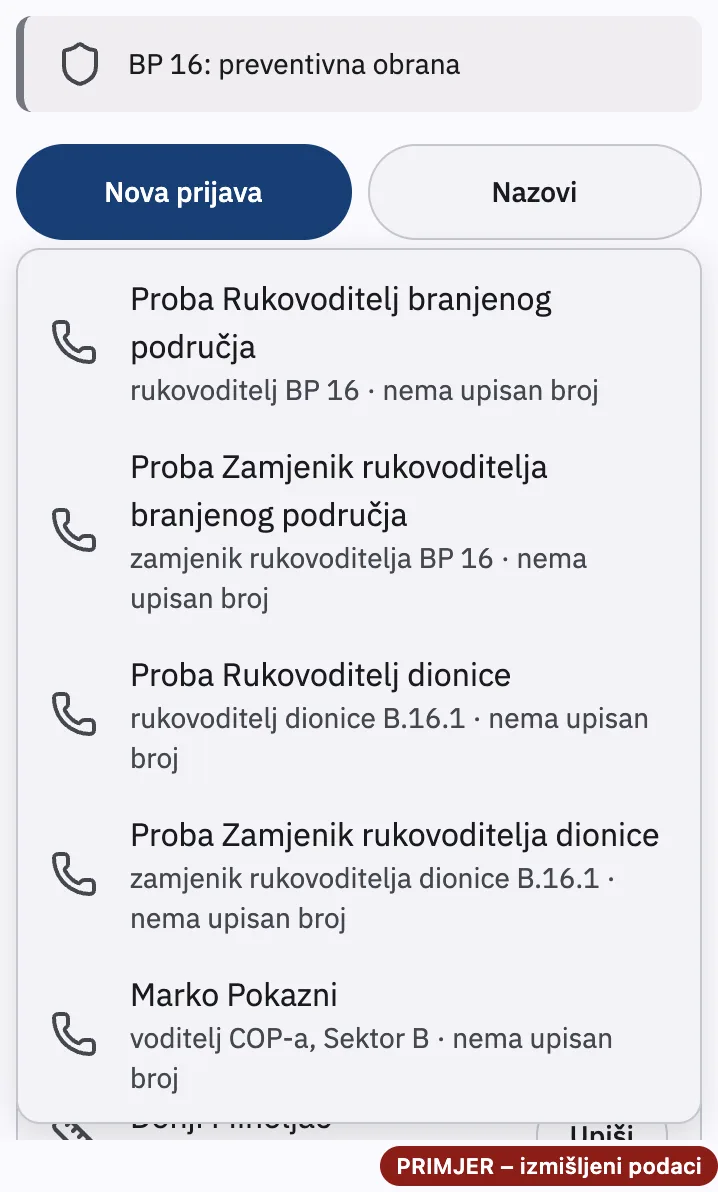 BP 16: preventivna obrana
Nova prijava
Nazovi
Proba Rukovoditelj branjenog
područja
rukovoditelj BP 16 · nema upisan broj
Proba Zamjenik rukovoditelja
branjenog područja
zamjenik rukovoditelja BP 16 · nema
upisan broj
Proba Rukovoditelj dionice
rukovoditelj dionice B.16.1 · nema upisan
broj
Proba Zamjenik rukovoditelja dionice
zamjenik rukovoditelja dionice B.16.1 ·
nema upisan broj
Marko Pokazni
voditelj COP-a, Sektor B · nema upisan
broj
Upiši
PRIMJER – izmišljeni podaci